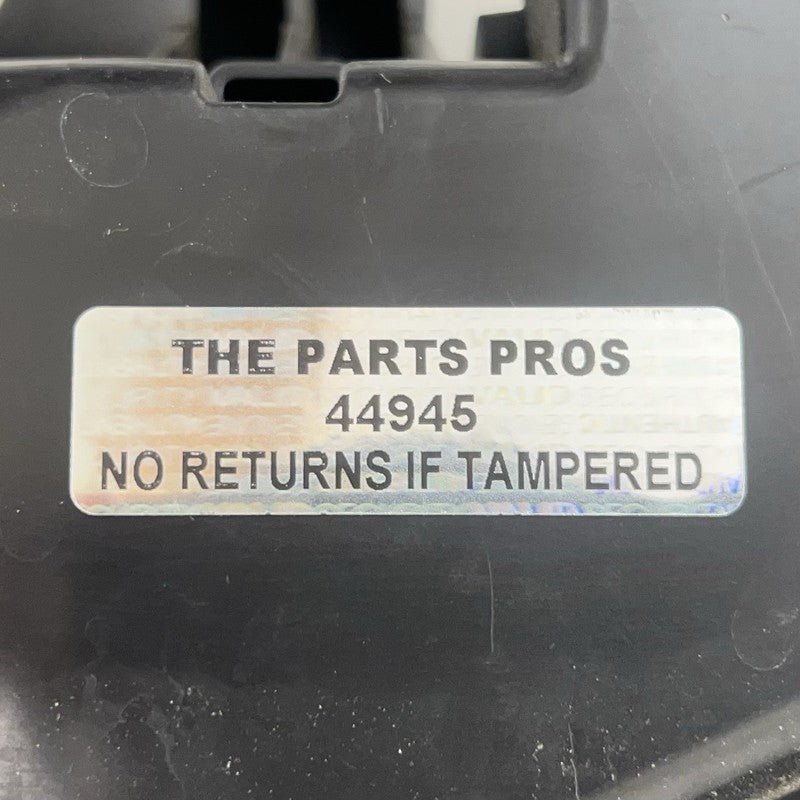 THE PARTS PROS
44945
NO RETURNS IF TAMPERED